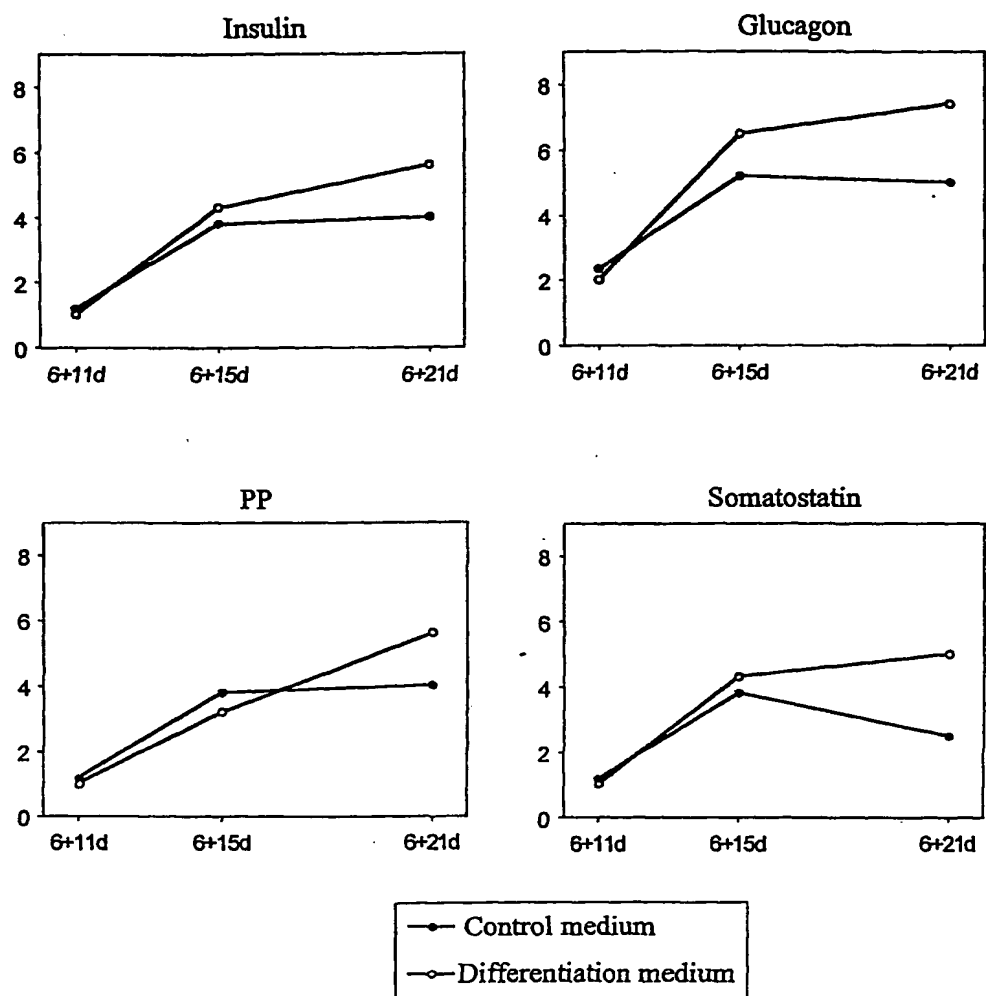 Insulin
8
6
4
2
0
6+11d 6+15d 6+21d
Glucagon
8
6
4
2
0
6+11d 6+15d 6+21d
PP
8
6
4
2
0
6+11d 6+15d 6+21d
Somatostatin
8
6
4
2
0
6+11d 6+15d 6+21d
Control medium
Differentiation medium